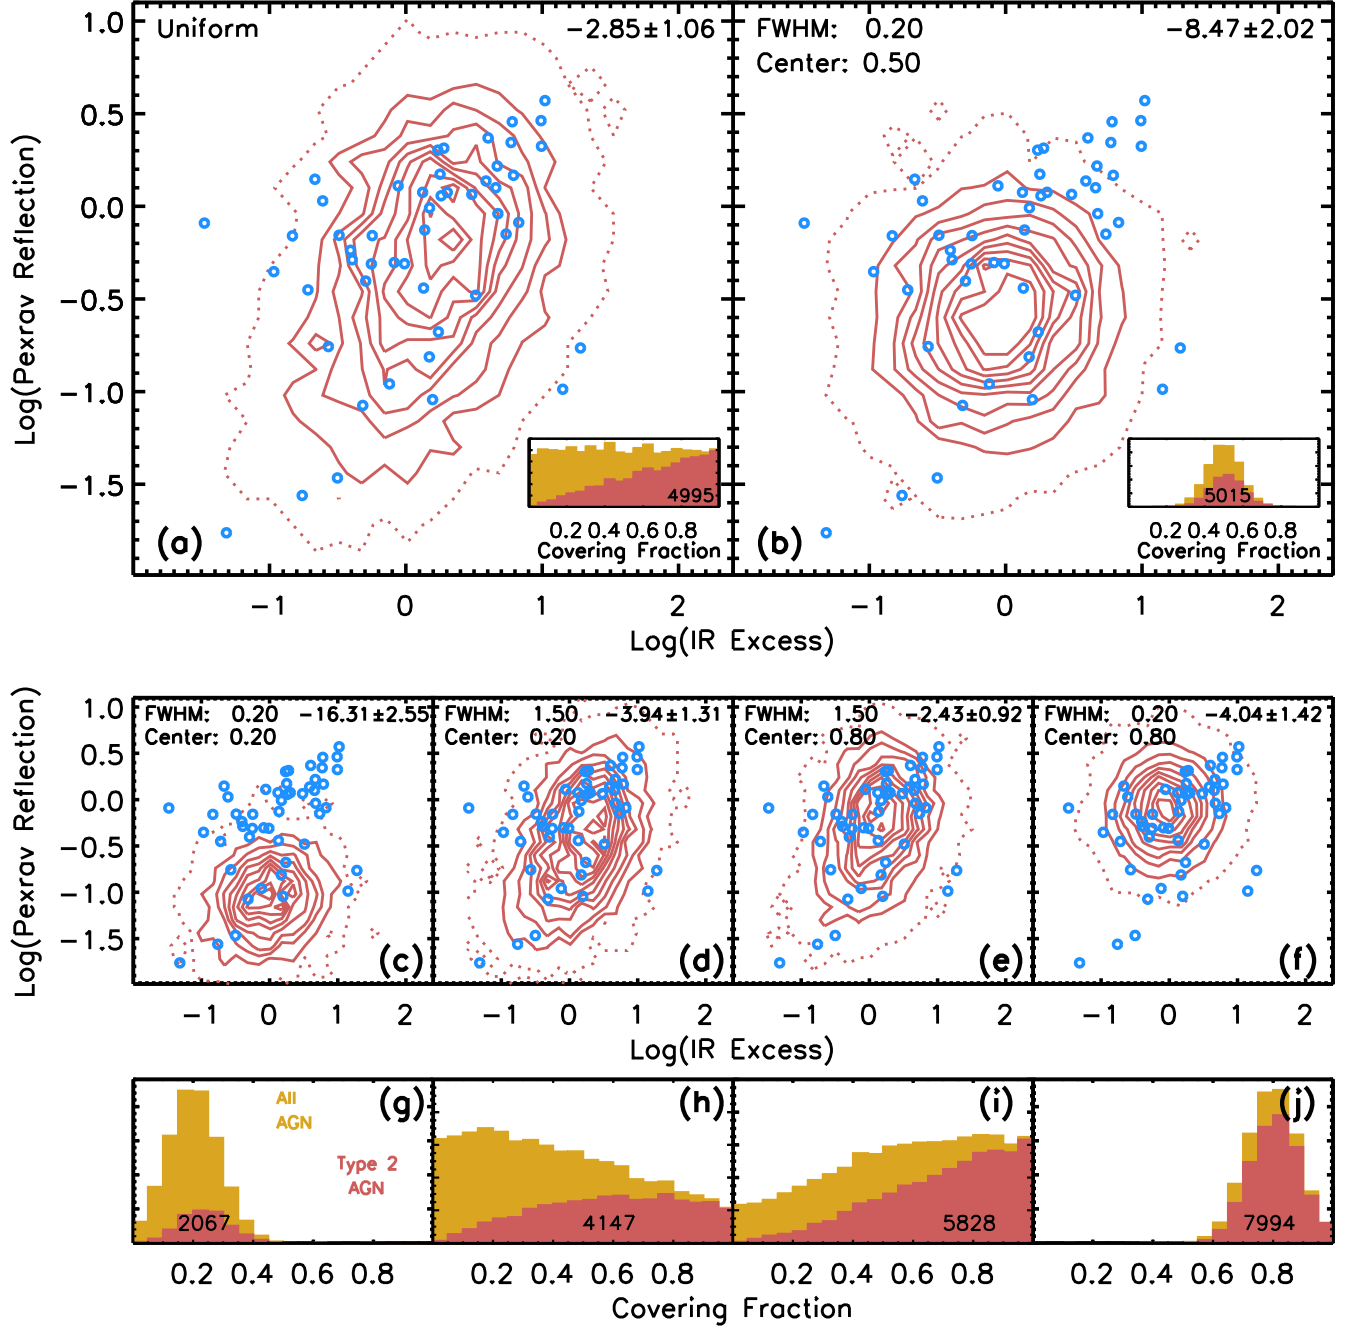 Uniform
−2.85±1.06
FWHM: 0.20
−8.47±2.02
Center: 0.50
1.0
0.5
0.0
−0.5
−1.0
−1.5
Log(Pexrav Reflection)
4995
0.2 0.4 0.6 0.8
Covering Fraction
(a)
5015
0.2 0.4 0.6 0.8
Covering Fraction
(b)
−1 0 1 2
−1 0 1 2
Log(IR Excess)
Log(Pexrav Reflection)
1.0
0.5
0.0
−0.5
−1.0
−1.5
FWHM: 0.20 −16.31±2.55
Center: 0.20
(c)
FWHM: 1.50 −3.94±1.31
Center: 0.20
(d)
FWHM: 1.50 −2.43±0.92
Center: 0.80
(e)
FWHM: 0.20 −4.04±1.42
Center: 0.80
(f)
−1 0 1 2
−1 0 1 2
−1 0 1 2
−1 0 1 2
Log(IR Excess)
All
AGN
Type 2
AGN
2067
(g)
4147
(h)
5828
(i)
7994
(j)
0.2 0.4 0.6 0.8
0.2 0.4 0.6 0.8
0.2 0.4 0.6 0.8
0.2 0.4 0.6 0.8
Covering Fraction